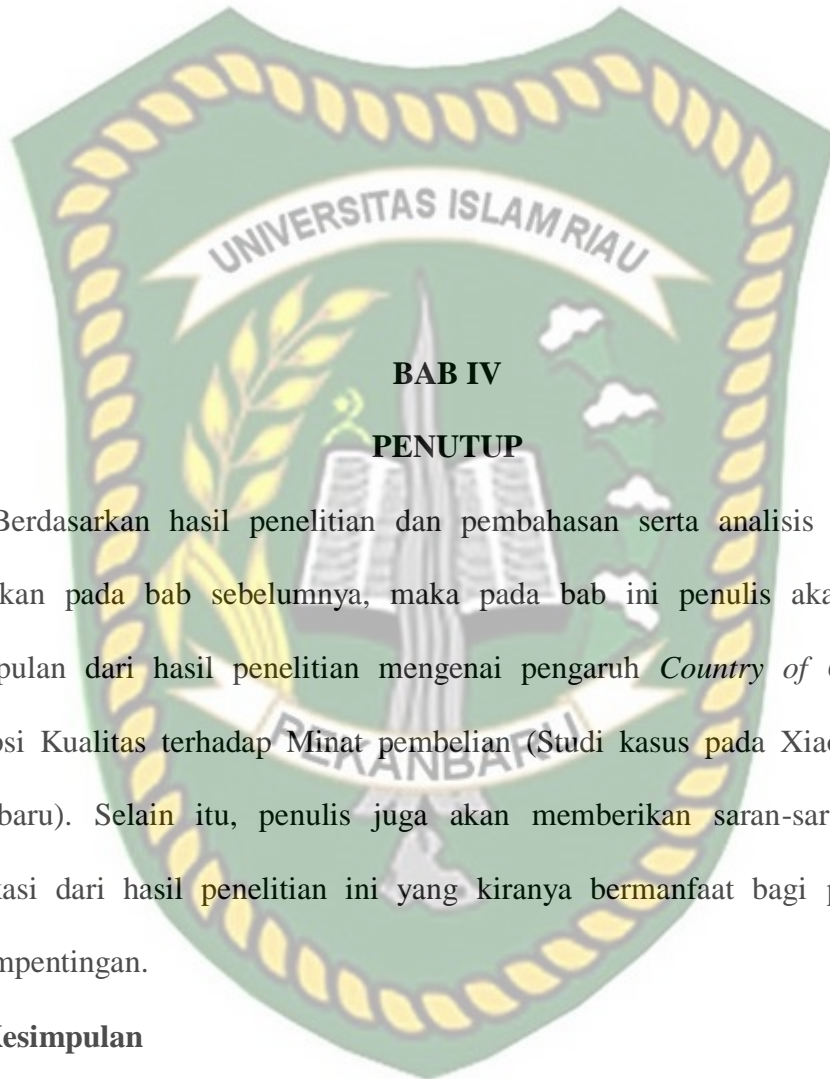 UNIVERSITAS ISLAM RIAU
BAB IV
PENUTUP
Berdasarkan hasil penelitian dan pembahasan serta analisis
kan pada bab sebelumnya, maka pada bab ini penulis aka
pulan dari hasil penelitian mengenai pengaruh Country of
osi Kualitas terhadap Minat pembelian (Studi kasus pada Xiao
PEKANBARU
baru). Selain itu, penulis juga akan memberikan saran-sar
kasi dari hasil penelitian ini yang kiranya bermanfaat bagi p
mpentingan.
Kesimpulan